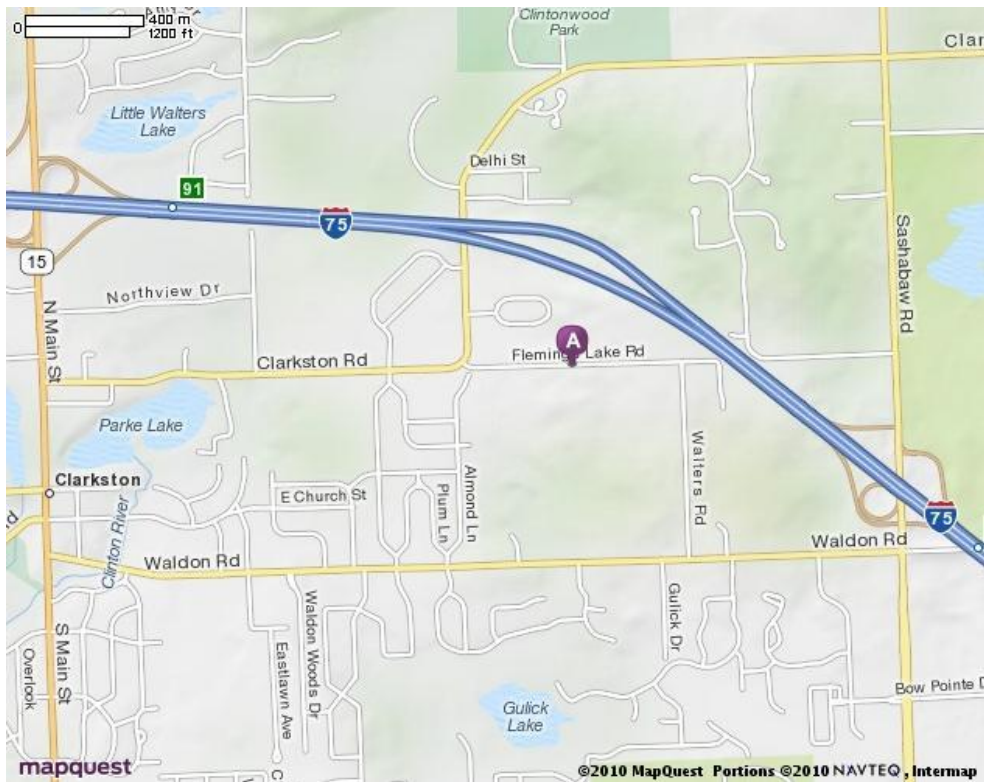 0
400 m
1200 ft
Clintonwood
Park
Clar
Little Walters
Lake
Delhi St
91
75
15
Sashabaw Rd
Northview Dr
N Main St
A
Flemings Lake Rd
Clarkston Rd
Parke Lake
Clarkston
E Church St
Plum Ln
Almond Ln
Walters Rd
75
Clinton River
Waldon Rd
Waldon Rd
Gulick Dr
Waldon Woods Dr
Eastlawn Ave
S Main St
Overlook
Bow Pointe D
Gulick
Lake
mapquest
©2010 MapQuest Portions ©2010 NAVTEQ, Intermap